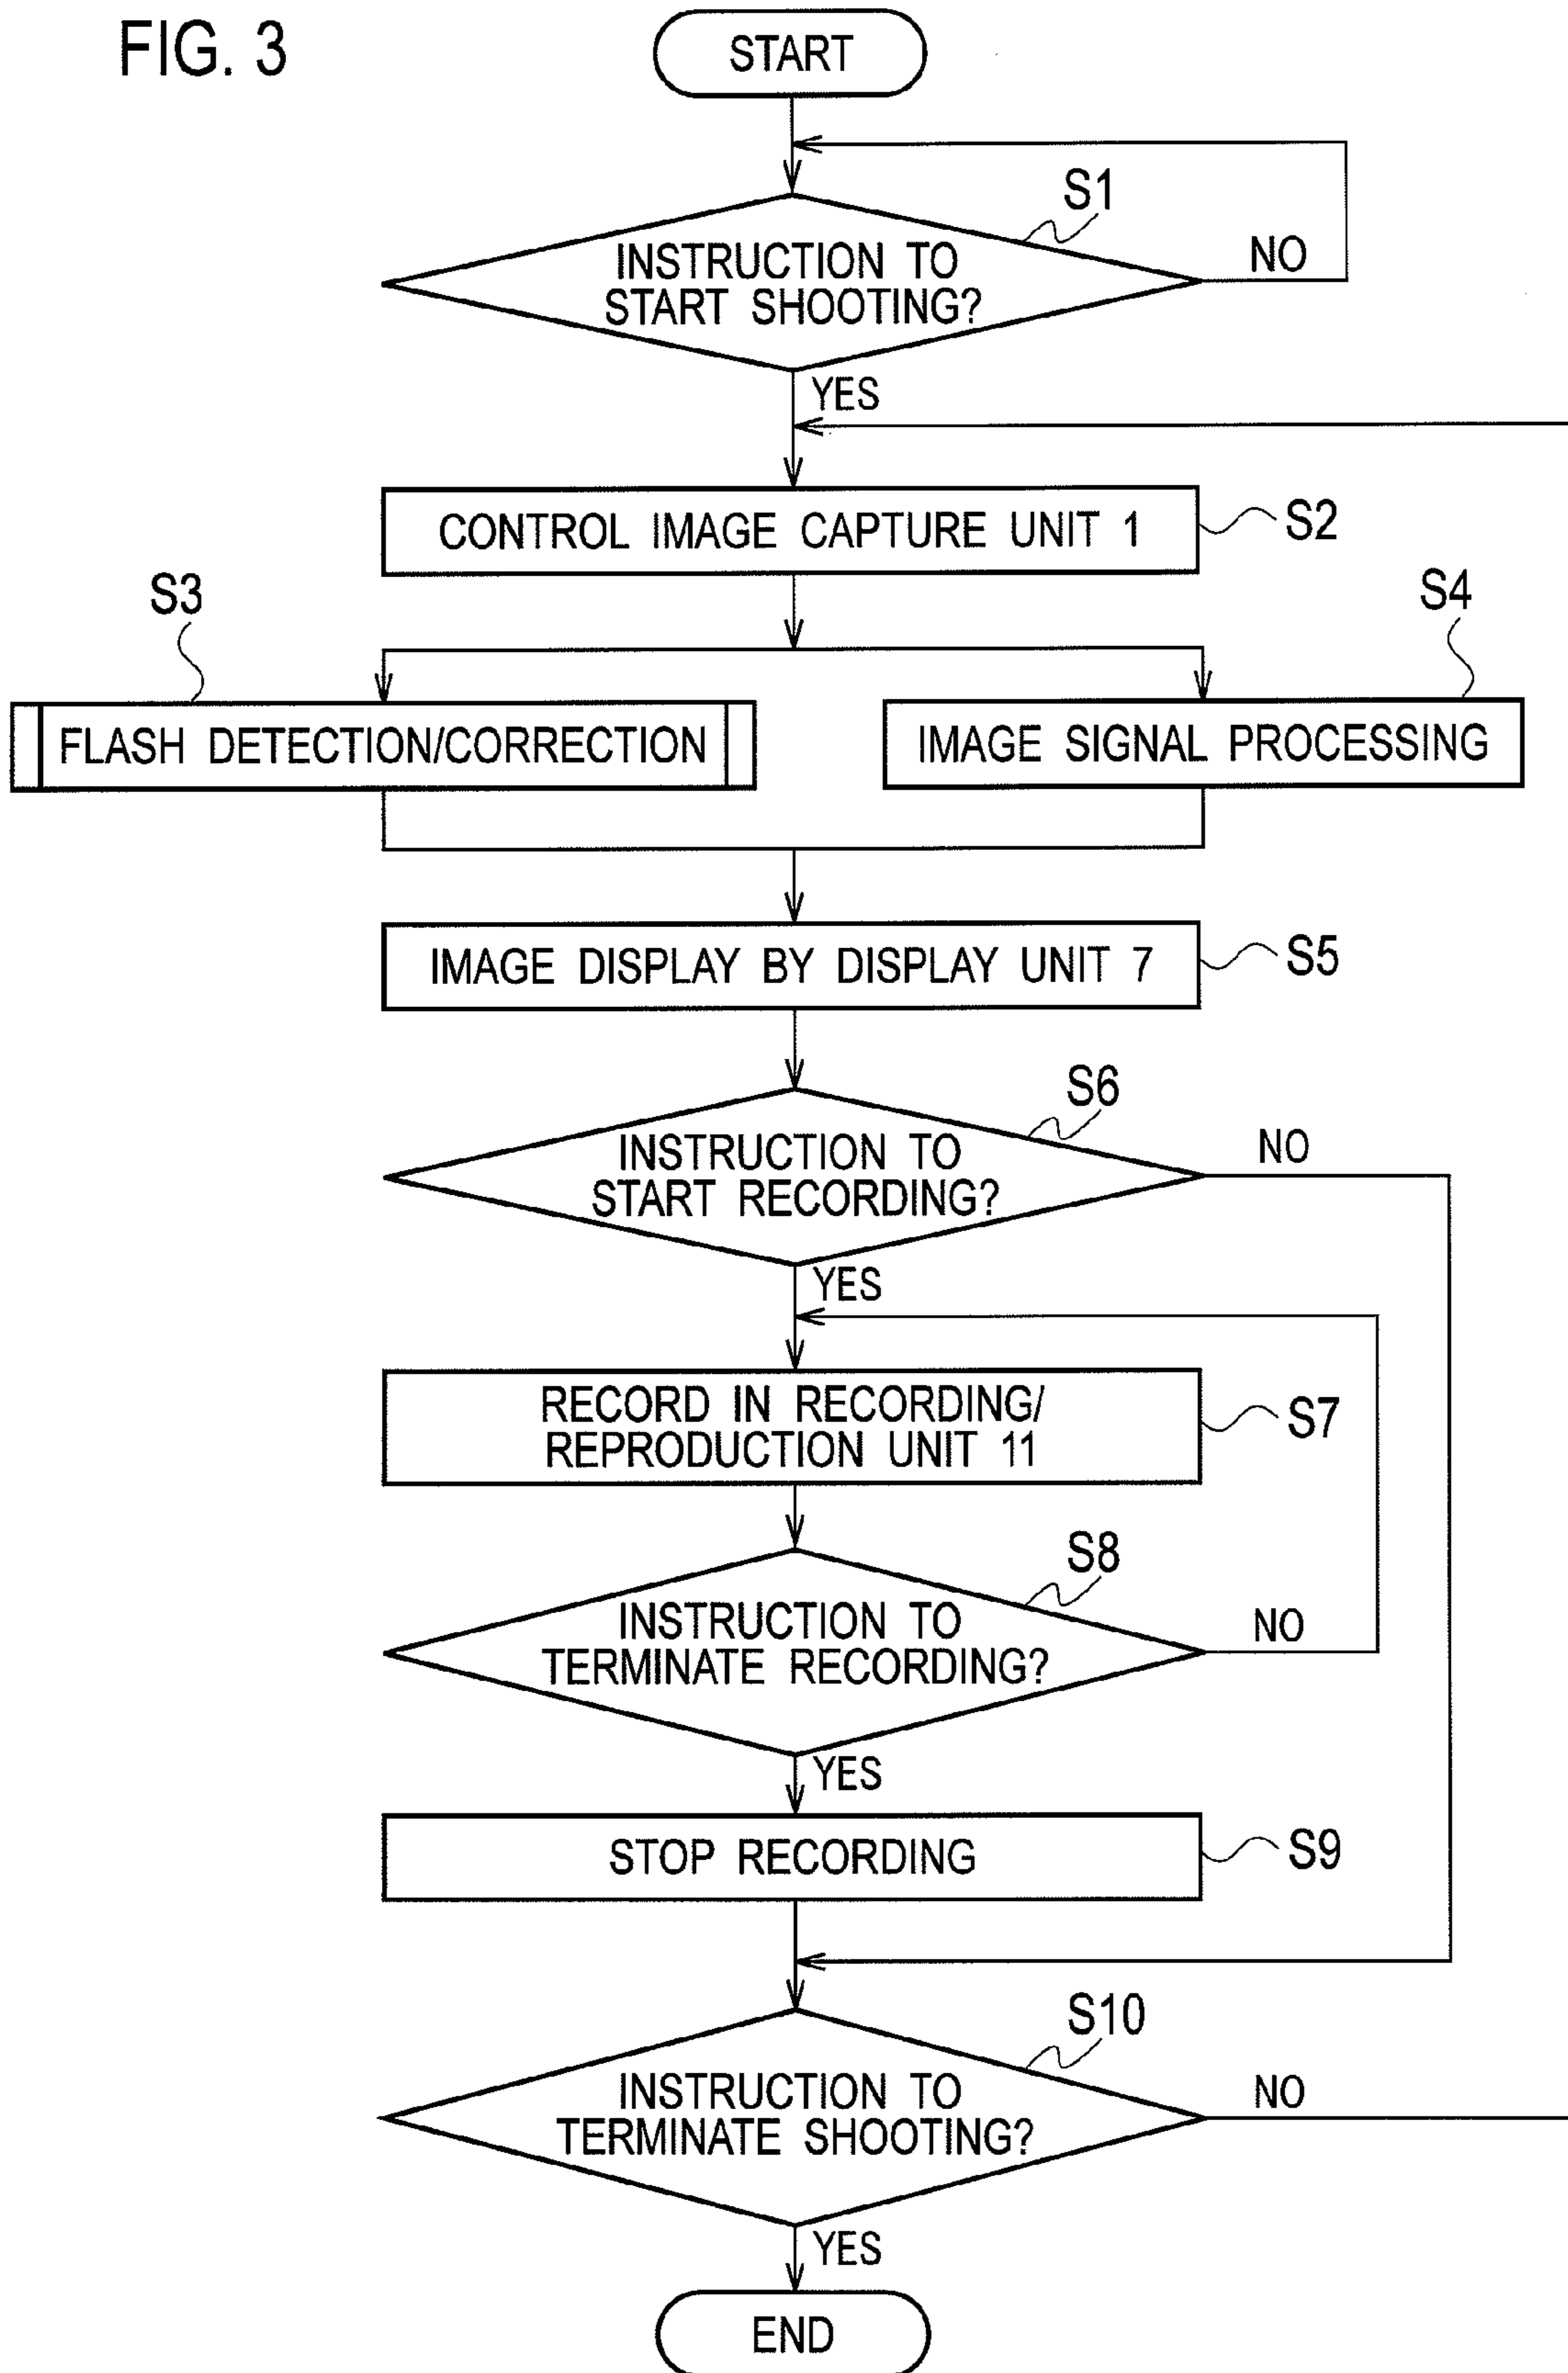 FIG. 3
START
S1
INSTRUCTION TO
START SHOOTING?
NO
YES
CONTROL IMAGE CAPTURE UNIT 1
S2
S3
S4
FLASH DETECTION/CORRECTION
IMAGE SIGNAL PROCESSING
IMAGE DISPLAY BY DISPLAY UNIT 7
S5
S6
INSTRUCTION TO
START RECORDING?
NO
YES
RECORD IN RECORDING/
REPRODUCTION UNIT 11
S7
S8
INSTRUCTION TO
TERMINATE RECORDING?
NO
YES
STOP RECORDING
S9
S10
INSTRUCTION TO
TERMINATE SHOOTING?
NO
YES
END